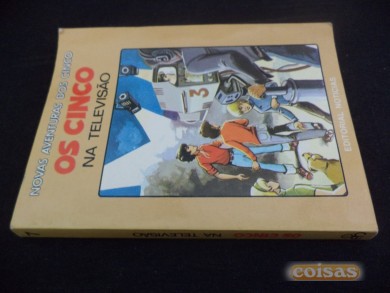 NOVAS AVENTURAS DOS CINCO
OS CINCO
NA TELEVISÃO
3
EDITORIAL NOTÍCIAS
OS CINCO NA TELEVISÃO
coisas